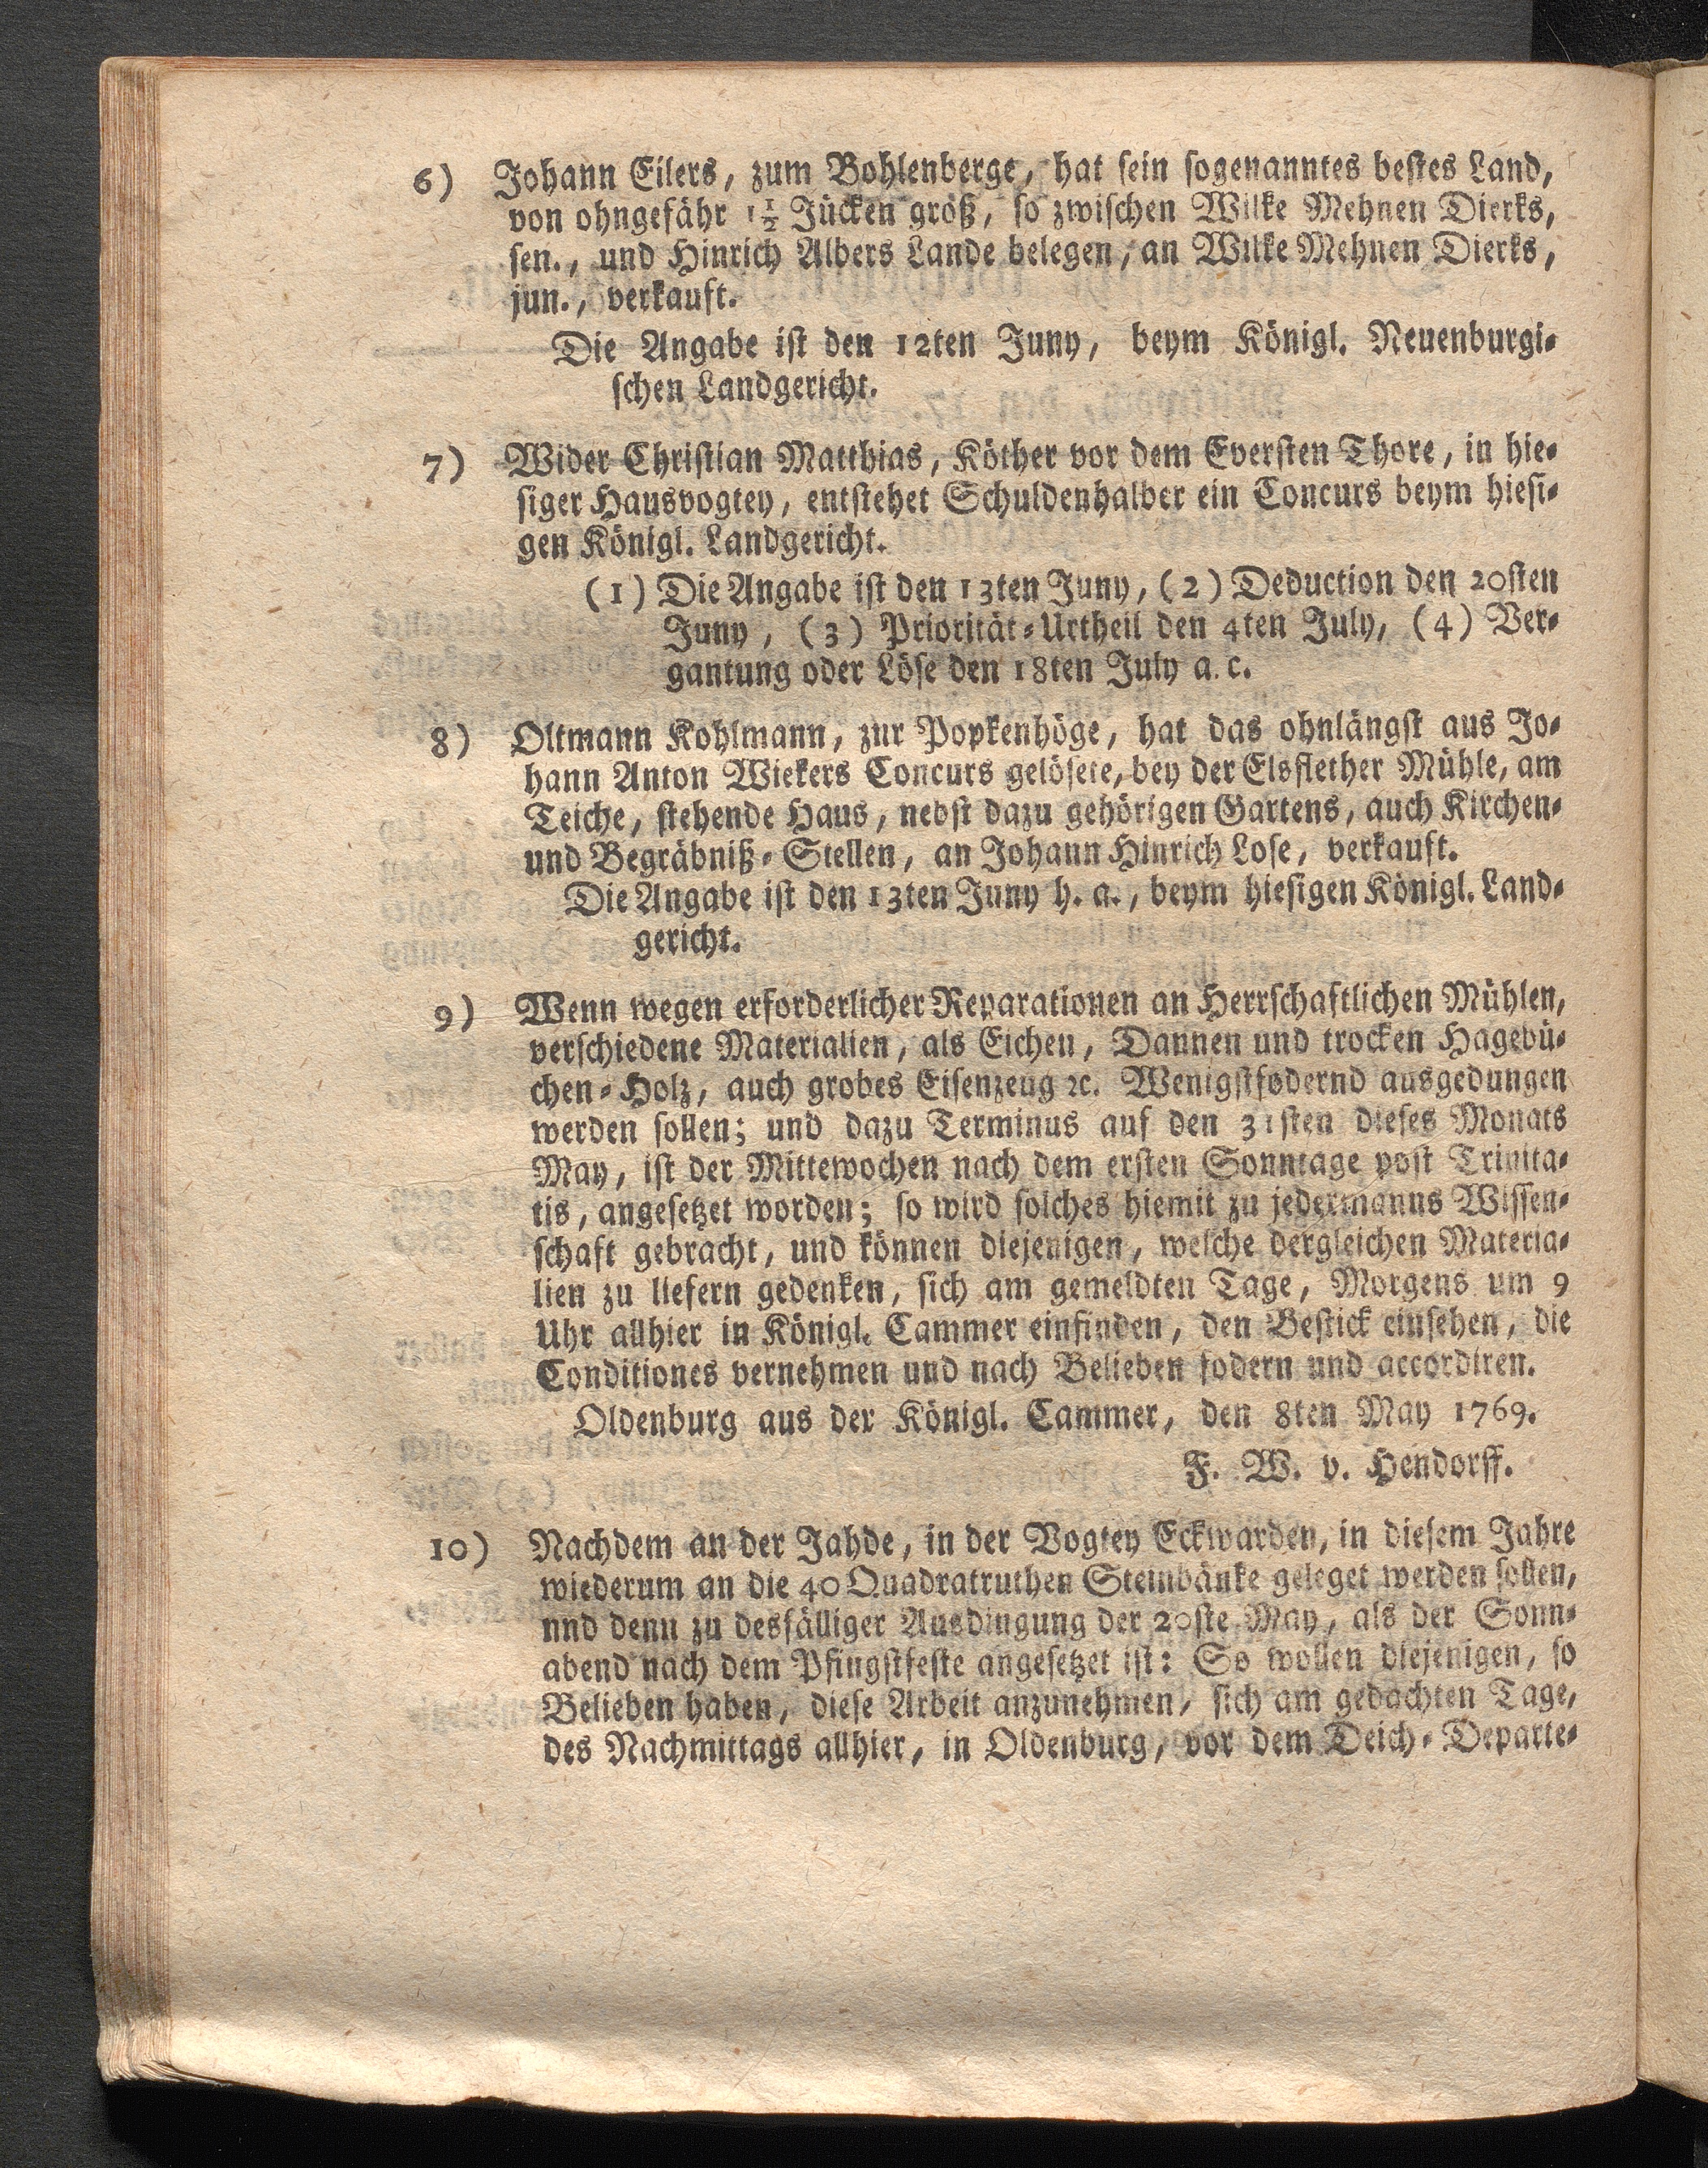 6) Johann Eilers, zum Bohlenberge, hat sein sogenanntes bestes Land,
von ohngefähr 1½ Jücken größ, so zwischen Wilke Mehnen Dierks,
sen., und Hinrich Albers Lande belegen, an Wilke Mehnen Dierks,
jun., verkauft.
Die Angabe ist den 12ten Juny, beym Königl. Neuenburgi-
schen Landgericht.
7) Wider Christian Matthias, Köther vor dem Eversten Thore, in hie-
siger Hausvogtey, entstehet Schuldenhalber ein Concurs beym hiesi-
gen Königl. Landgericht.
(1) Die Angabe ist den 13ten Juny, (2) Deduction den 20sten
Juny, (3) Priorität-Urtheil den 4ten July, (4) Ver-
gantung oder Löse den 18ten July a. c.
8) Oltmann Kohlmann, zur Popkenhöge, hat das ohnlängst aus Jo-
hann Anton Wiekers Concurs gelösete, bey der Elsflether Mühle, am
Teiche, stehende Haus, nebst dazu gehörigen Gartens, auch Kirchen-
und Begräbniß-Stellen, an Johann Hinrich Lose, verkauft.
Die Angabe ist den 13ten Juny h. a., beym hiesigen Königl. Land-
gericht.
9) Wenn wegen erforderlicher Reparationen an Herrschaftlichen Mühlen,
verschiedene Materialien, als Eichen, Dannen und trocken Hagebü-
chen-Holz, auch grobes Eisenzeug ꝛc. Wenigstfodernd ausgedungen
werden sollen; und dazu Terminus auf den 31sten dieses Monats
May, ist der Mittewochen nach dem ersten Sonntage post Trinita-
tis, angesetzet worden; so wird solches hiemit zu jedermanns Wissen-
schaft gebracht, und können diejenigen, welche dergleichen Materia-
lien zu liefern gedenken, sich am gemeldten Tage, Morgens um 9
Uhr allhier in Königl. Cammer einfinden, den Bestick einsehen, die
Conditiones vernehmen und nach Belieben fodern und accordiren.
Oldenburg aus der Königl. Cammer, den 8ten May 1769.
F. W. v. Hendorff.
10) Nachdem an der Jahde, in der Vogtey Eckwarden, in diesem Jahre
wiederum an die 40 Quadratruthen Steinbänke geleget werden sollen,
nnd denn zu desfälliger Ausdingung der 20ste May, als der Sonn-
abend nach dem Pfingstfeste angesetzet ist: So wollen diejenigen, so
Belieben haben, diese Arbeit anzunehmen, sich am gedachten Tage,
des Nachmittags allhier, in Oldenburg, vor dem Deich-Departe-